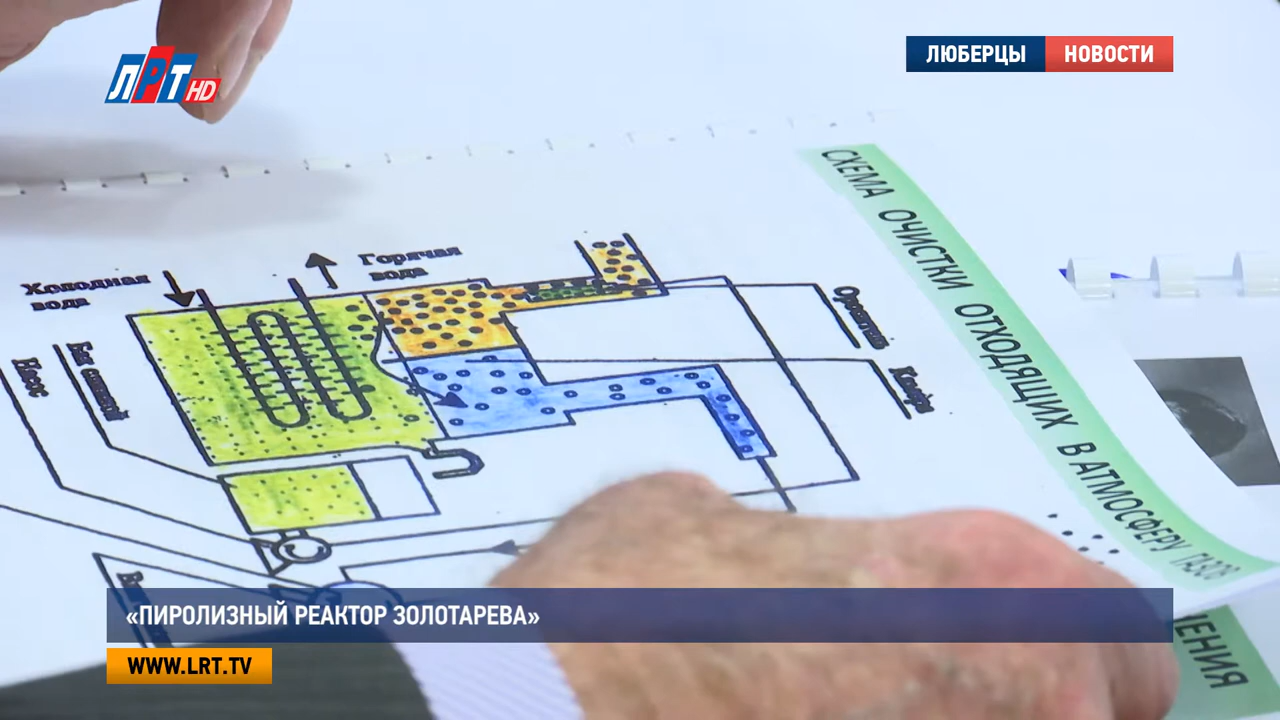 ЛРТ HD
ЛЮБЕРЦЫ НОВОСТИ
СХЕМА ОЧИСТКИ ОТХОДЯЩИХ В АТМОСФЕРУ ГАЗОВ
Горячая
вода
Холодная
вода
Насос
«ПИРОЛИЗНЫЙ РЕАКТОР ЗОЛОТАРЕВА»
WWW.LRT.TV